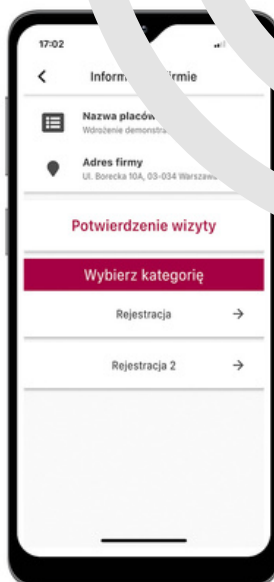 17:02
Inform firmie
Nazwa placów
Wdrożenie demonstra
Adres firmy
Ul. Borecka 10A, 03-034 Warszawa
Potwierdzenie wizyty
Wybierz kategorię
Rejestracja
Rejestracja 2